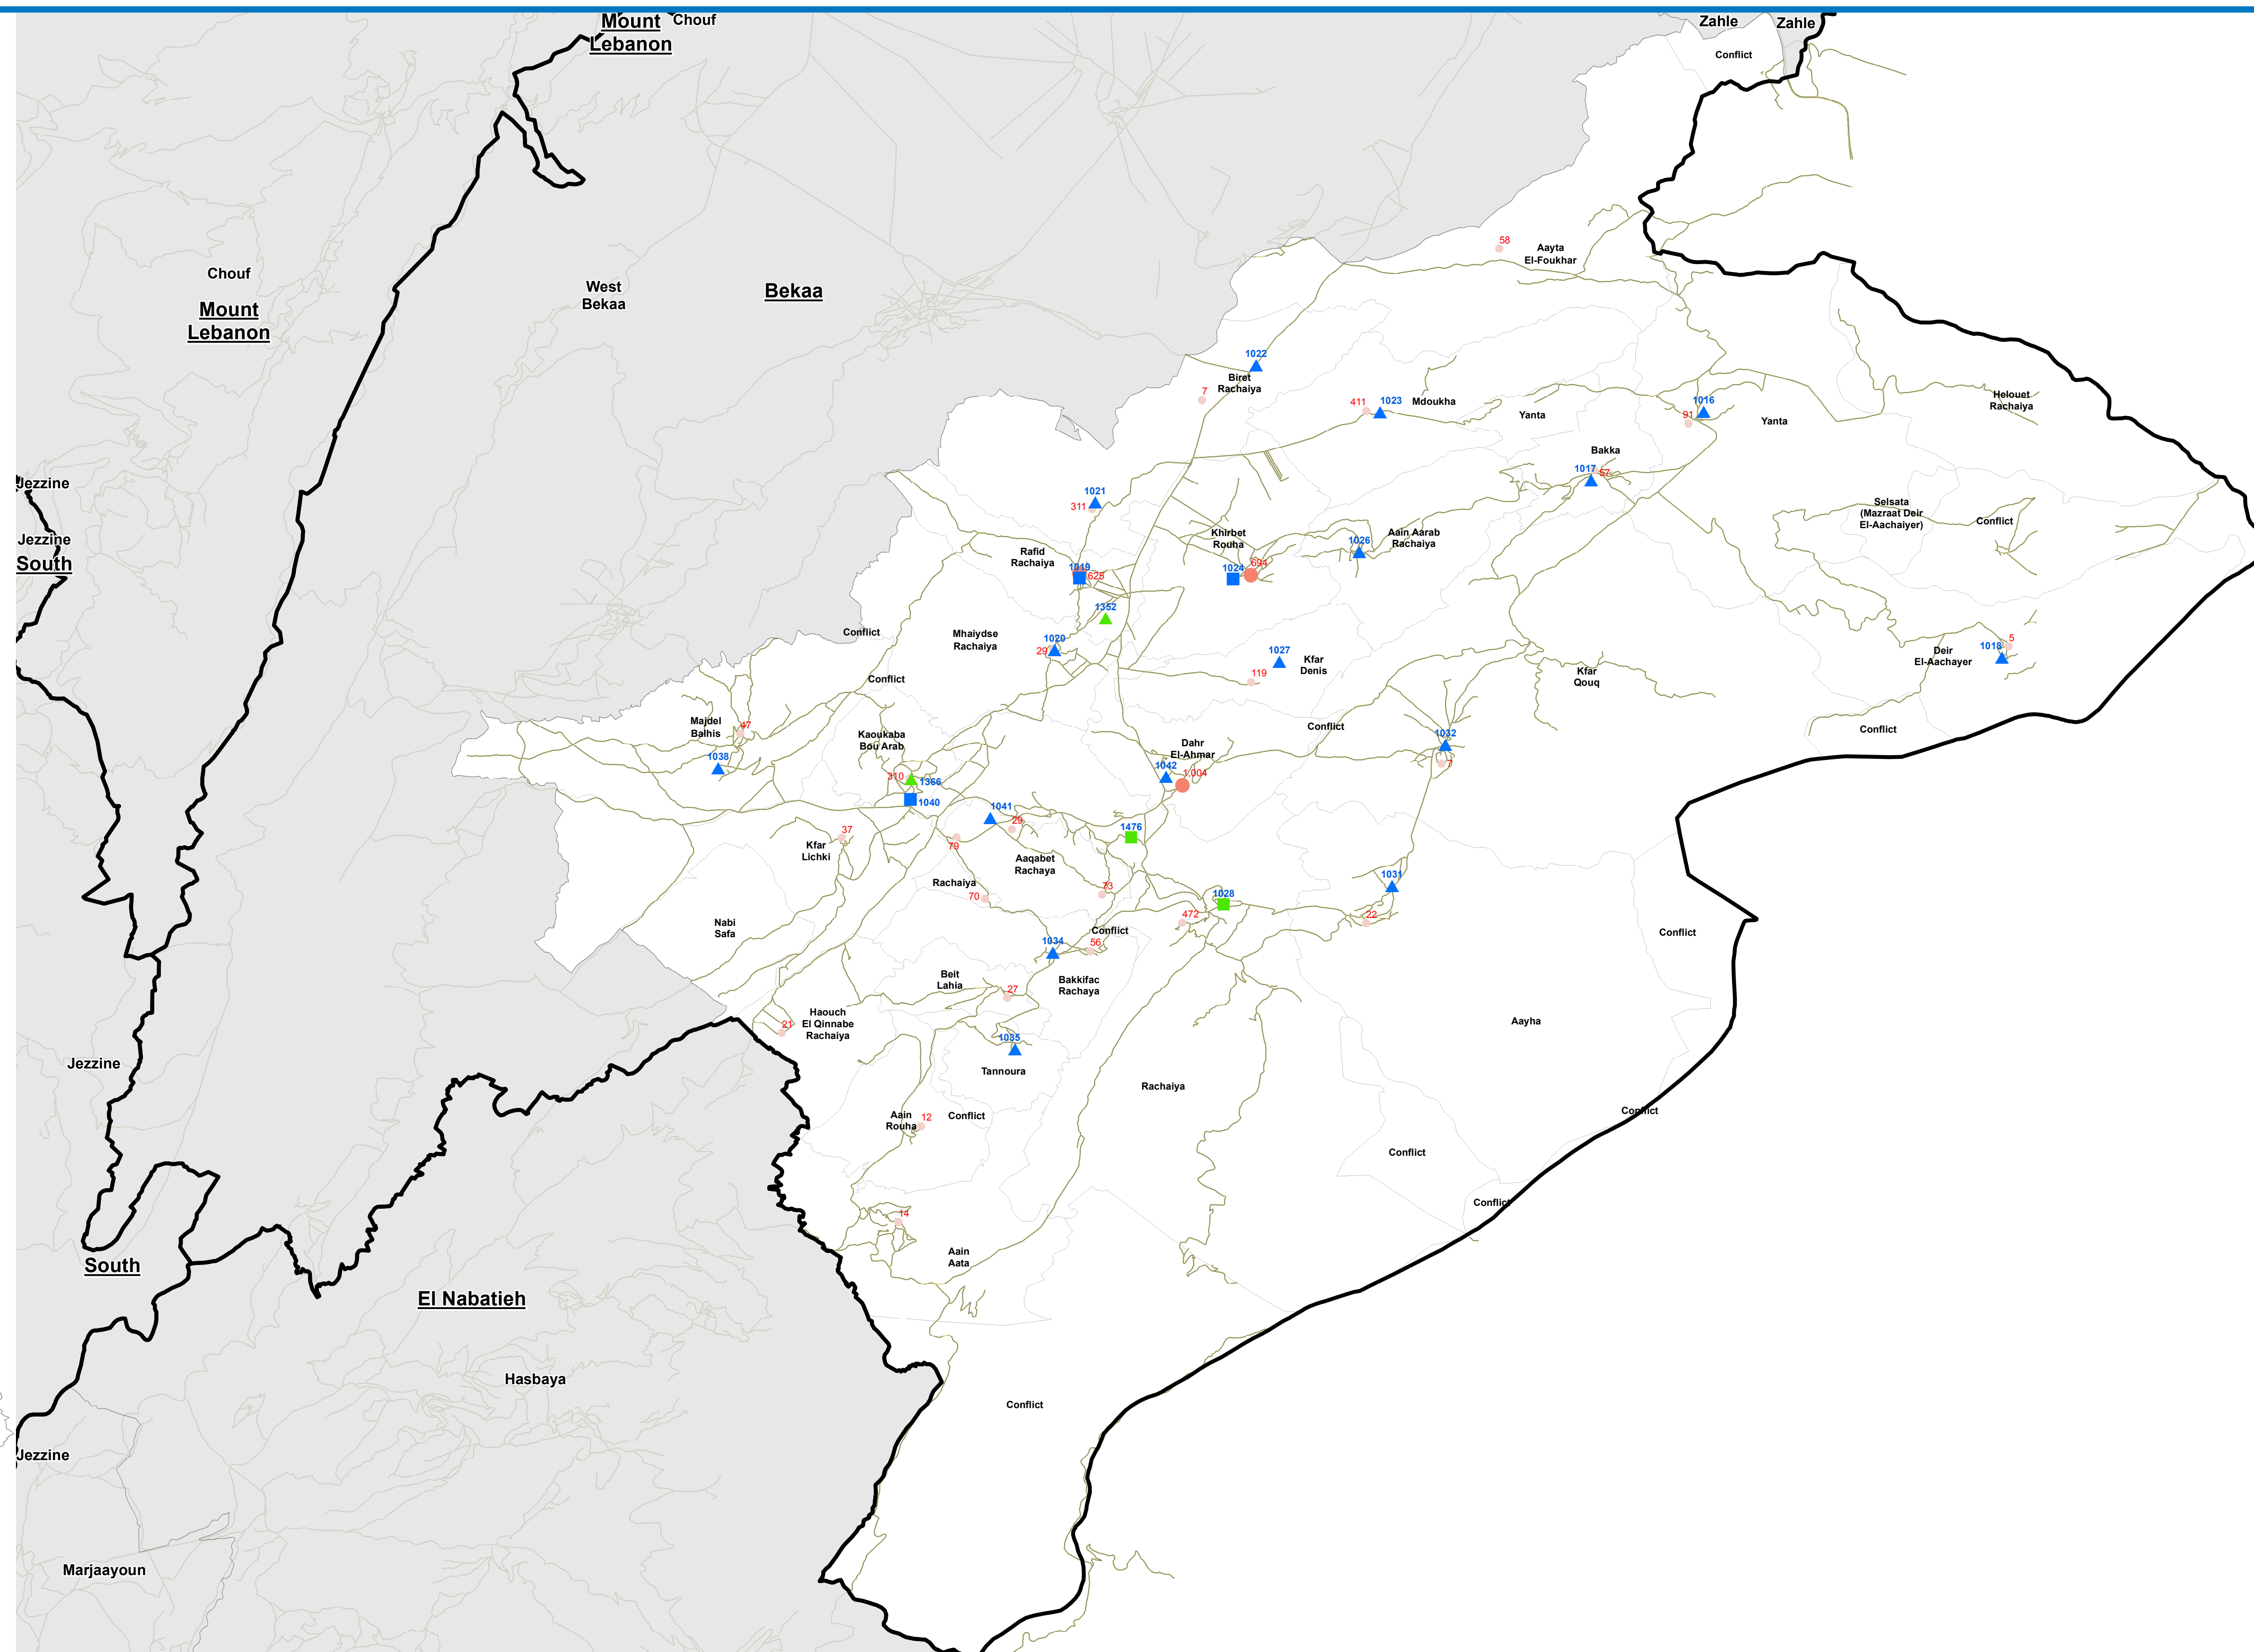 Mount
Lebanon
Chouf
Zahle
Zahle
Conflict
58
Aayta
El-Foukhar
Chouf
Mount
Lebanon
West
Bekaa
Bekaa
1022
Biret
Rachaiya
7
411
1023
Mdoukha
Yanta
1016
91
Yanta
Helouet
Rachaiya
Bakka
1017
57
Jezzine
1021
311
Selsata
(Mazraat Deir
El-Aachaiyer)
Conflict
Jezzine
South
Rafid
Rachaiya
Khirbet
Rouha
1026
Aain Aarab
Rachaiya
1019
625
1024
694
1352
Conflict
Mhaiydse
Rachaiya
1020
29
1027
Kfar
Denis
119
Kfar
Qouq
Deir
El-Aachayer
1018
5
Conflict
Majdel
Balhis
47
1038
Kaoukaba
Bou Arab
Conflict
1032
7
Conflict
Dahr
El-Ahmar
1042
1,004
310
1366
1040
1041
29
79
37
Kfar
Lichki
1476
Aaqabet
Rachaya
Rachaiya
70
73
1028
1031
22
472
Nabi
Safa
Conflict
56
1034
Conflict
Beit
Lahia
27
Bakkifac
Rachaya
Haouch
El Qinnabe
Rachaiya
21
Aayha
1035
Tannoura
Jezzine
Rachaiya
Aain
Rouha
12
Conflict
Conflict
Conflict
Conflict
14
Aain
Aata
South
El Nabatieh
Hasbaya
Conflict
Jezzine
Marjaayoun